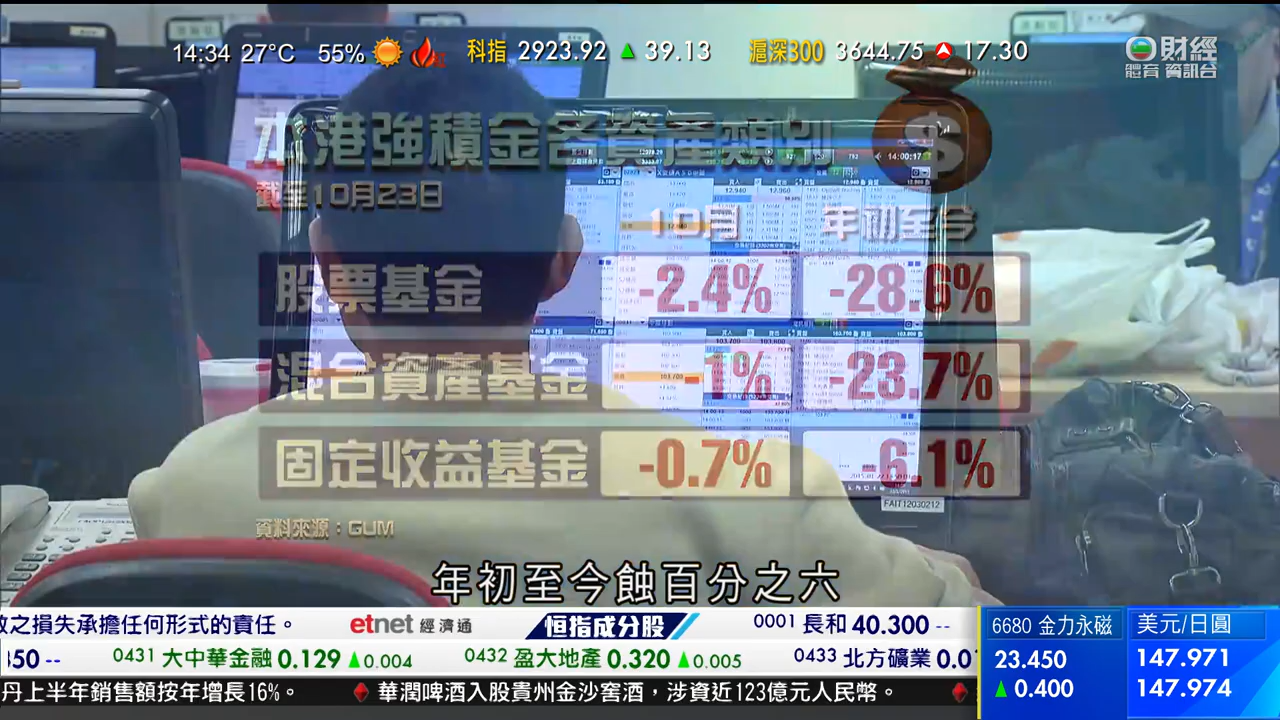 14:34 27°C 55% 科指 2923.92 ▲ 39.13 滬深300 3644.75 ▲ 17.30
財經
體育 資訊台
本港強積金各資產類別
$
截至10月23日
14:00:17
10月 年初至今
股票基金 -2.4% -28.6%
混合資產基金 -1% -23.7%
固定收益基金 -0.7% -6.1%
FAIT12030212
資料來源：GUM
年初至今蝕百分之六
之損失承擔任何形式的責任。 etnet 經濟通 恒指成分股 0001 長和 40.300 --
50 -- 0431 大中華金融 0.129 ▲0.004 0432 盈大地產 0.320 ▲0.005 0433 北方礦業 0.0
丹上半年銷售額按年增長16%。 華潤啤酒入股貴州金沙窖酒，涉資近123億元人民幣。
6680 金力永磁
23.450
▲ 0.400
美元/日圓
147.971
147.974